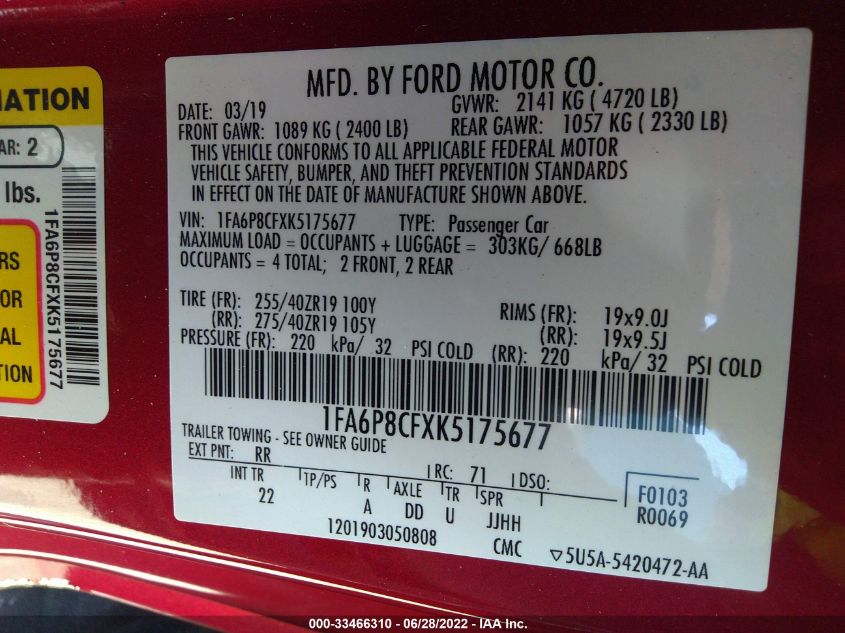 MATION
AR: 2
lbs.
1FA6P8CFXK5175677
RS
OR
AL
TION
MFD. BY FORD MOTOR CO.
DATE: 03/19 GVWR: 2141 KG ( 4720 LB)
FRONT GAWR: 1089 KG ( 2400 LB) REAR GAWR: 1057 KG ( 2330 LB)
THIS VEHICLE CONFORMS TO ALL APPLICABLE FEDERAL MOTOR
VEHICLE SAFETY, BUMPER, AND THEFT PREVENTION STANDARDS
IN EFFECT ON THE DATE OF MANUFACTURE SHOWN ABOVE.
VIN: 1FA6P8CFXK5175677 TYPE: Passenger Car
MAXIMUM LOAD = OCCUPANTS + LUGGAGE = 303KG/ 668LB
OCCUPANTS = 4 TOTAL; 2 FRONT, 2 REAR
TIRE (FR): 255/40ZR19 100Y RIMS (FR): 19x9.0J
(RR): 275/40ZR19 105Y (RR): 19x9.5J
PRESSURE (FR): 220 kPa/ 32 PSI COLD (RR): 220 kPa/ 32 PSI COLD
1FA6P8CFXK5175677
TRAILER TOWING - SEE OWNER GUIDE
EXT PNT: RR RC: 71 DSO:
INT TR TP/PS R AXLE TR SPR
22 A DD U JJHH
F0103
R0069
1201903050808 CMC ▽5U5A-5420472-AA
000-33466310 - 06/28/2022 - IAA Inc.